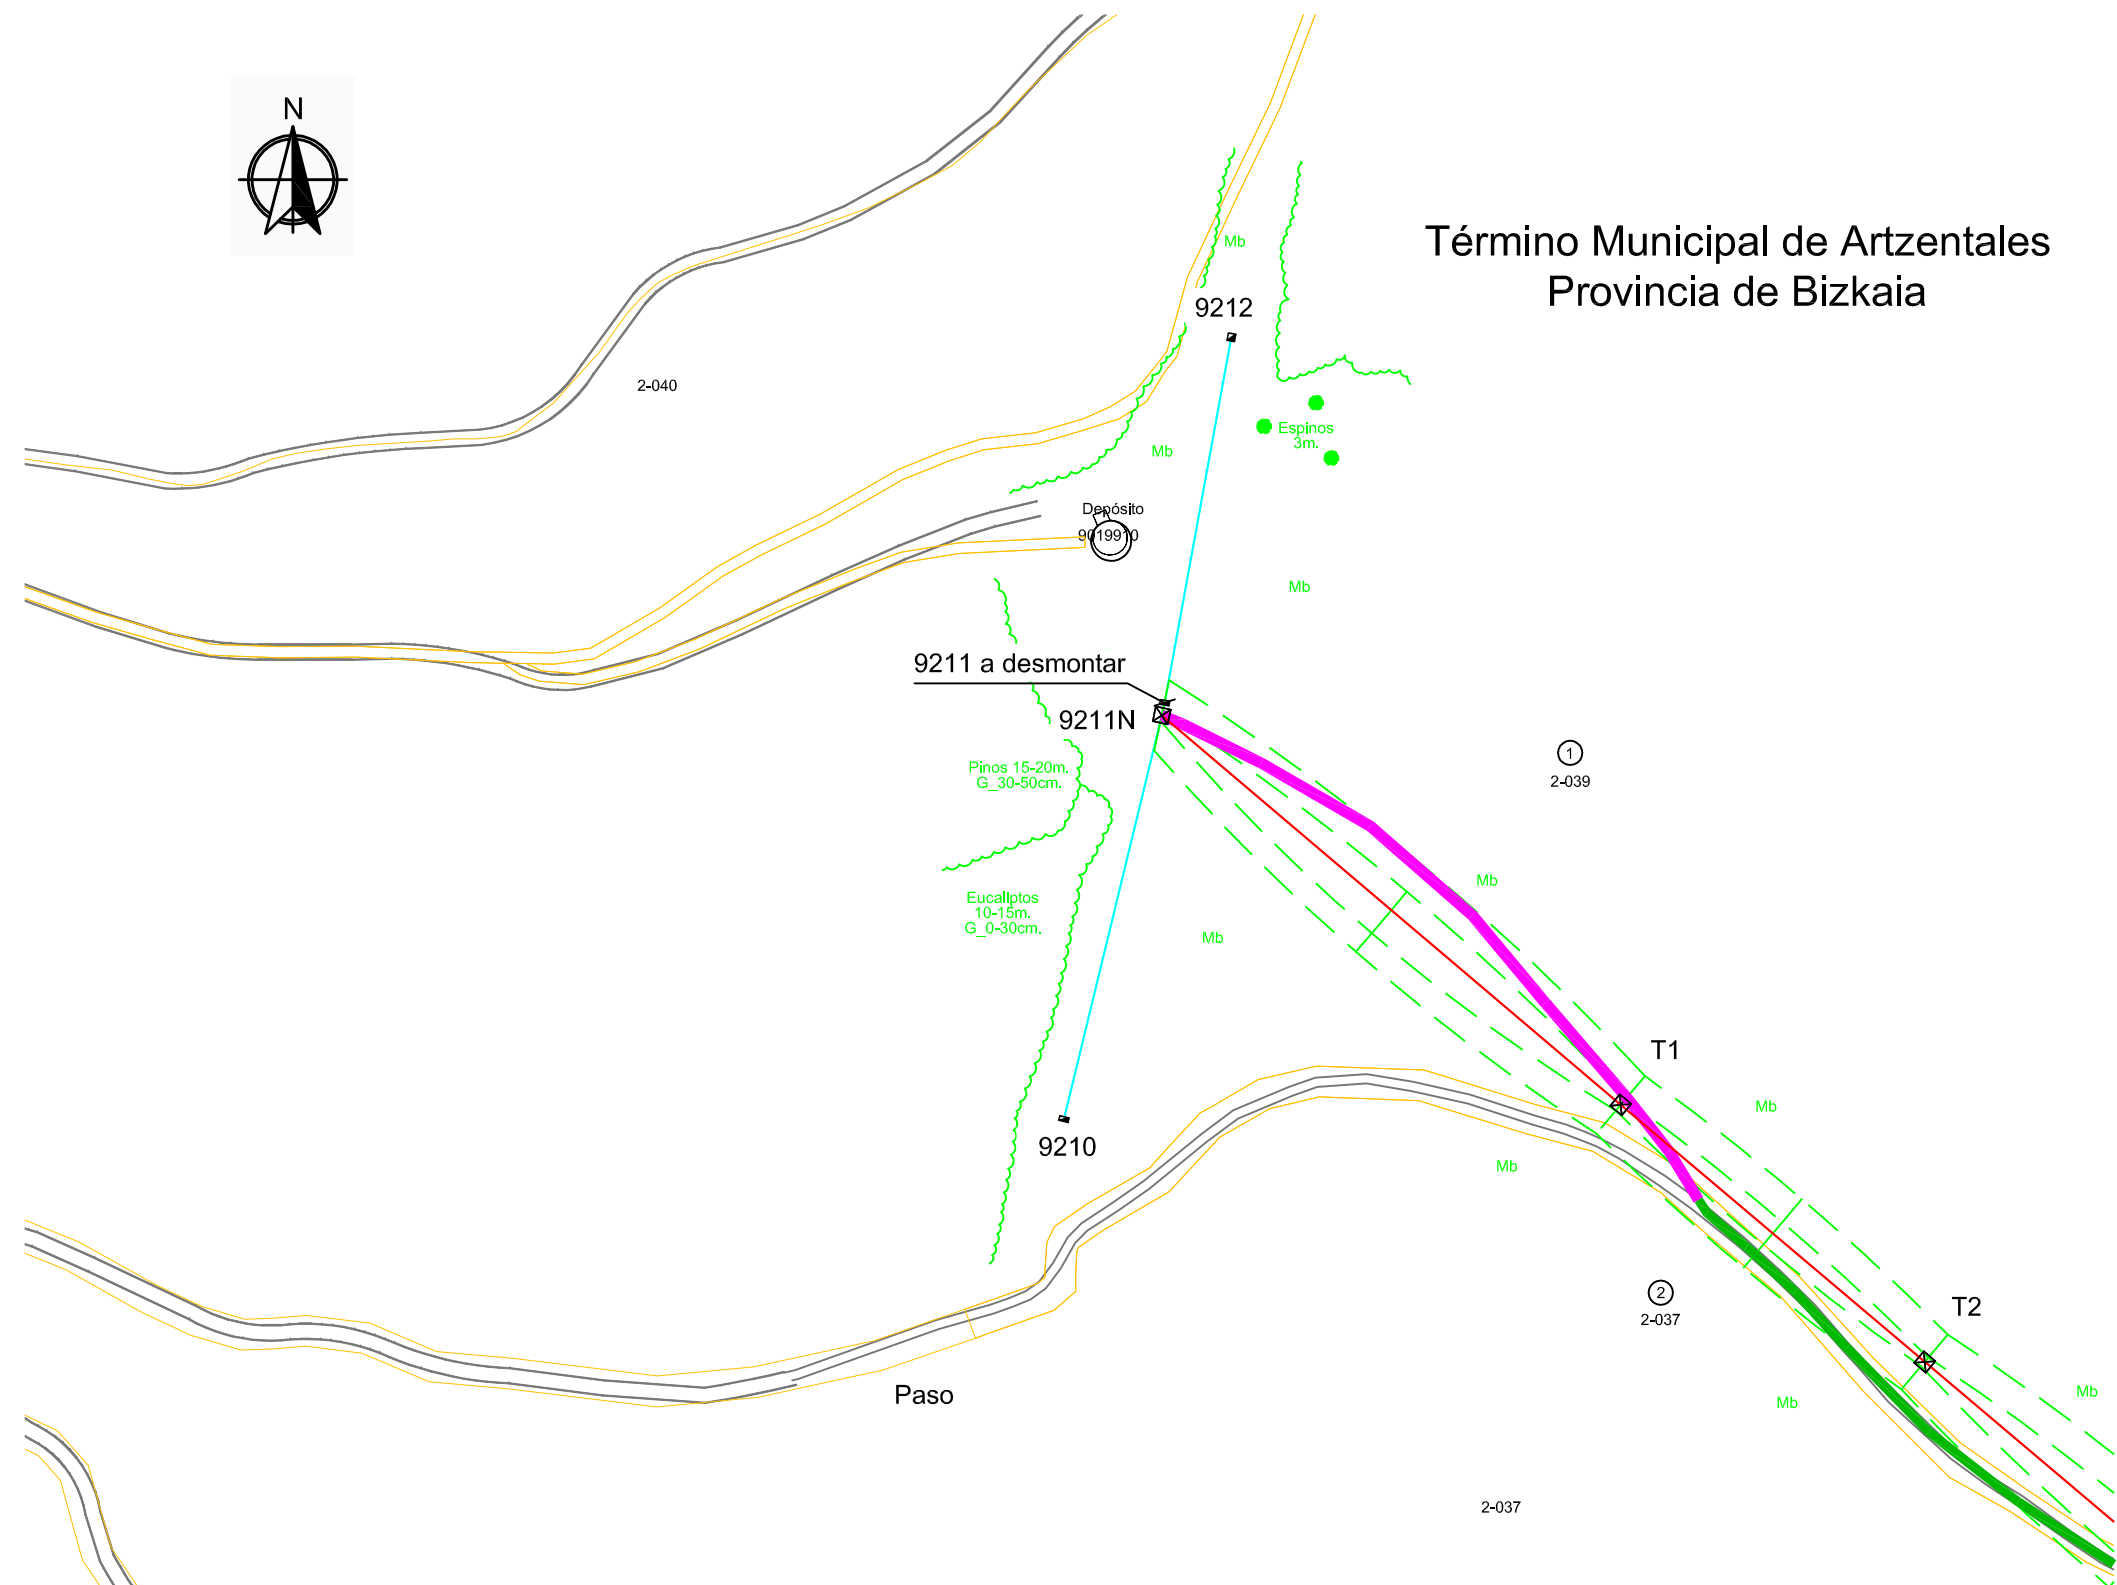 N
Término Municipal de Artzentales
Provincia de Bizkaia
Mb
9212
2-040
Espinos
3m.
Mb
Depósito
9019910
Mb
9211 a desmontar
9211N
1
2-039
Pinos 15-20m.
G_30-50cm.
Mb
Eucaliptos
10-15m.
G_0-30cm.
Mb
T1
Mb
9210
Mb
2
2-037
T2
Paso
Mb
Mb
2-037